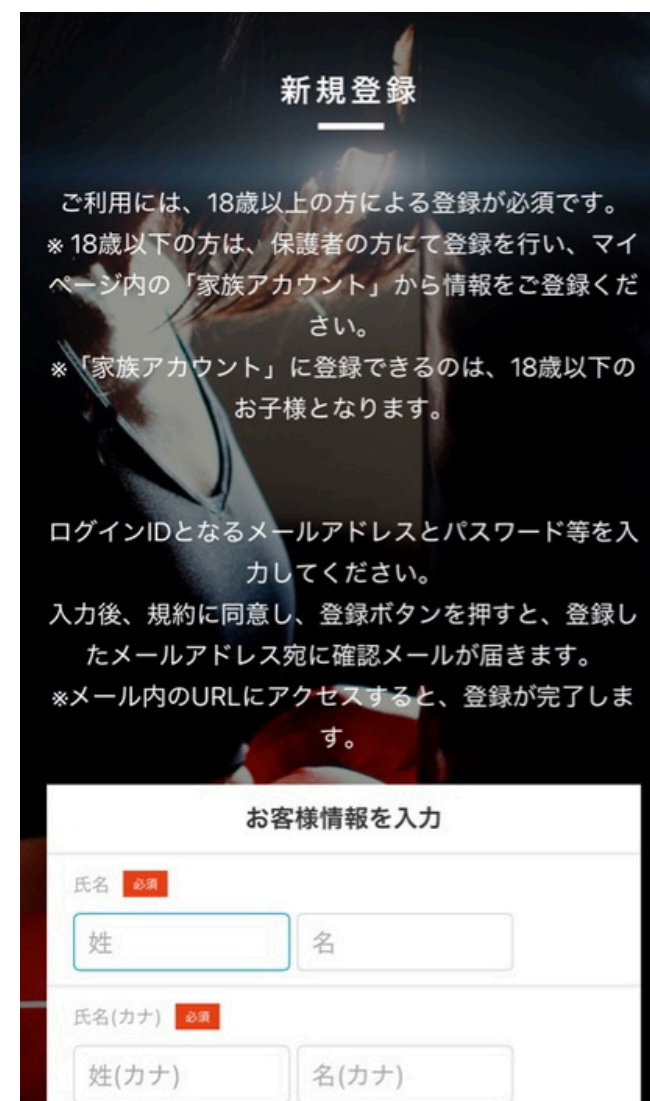 新規登録
ご利用には、18歳以上の方による登録が必須です。
※18歳以下の方は、保護者の方にて登録を行い、マイ
ページ内の「家族アカウント」から情報をご登録くだ
さい。
※「家族アカウント」に登録できるのは、18歳以下の
お子様となります。
ログインIDとなるメールアドレスとパスワード等を入
力してください。
入力後、規約に同意し、登録ボタンを押すと、登録し
たメールアドレス宛に確認メールが届きます。
※メール内のURLにアクセスすると、登録が完了しま
す。
お客様情報を入力
氏名 必須
姓 名
氏名(カナ) 必須
姓(カナ) 名(カナ)